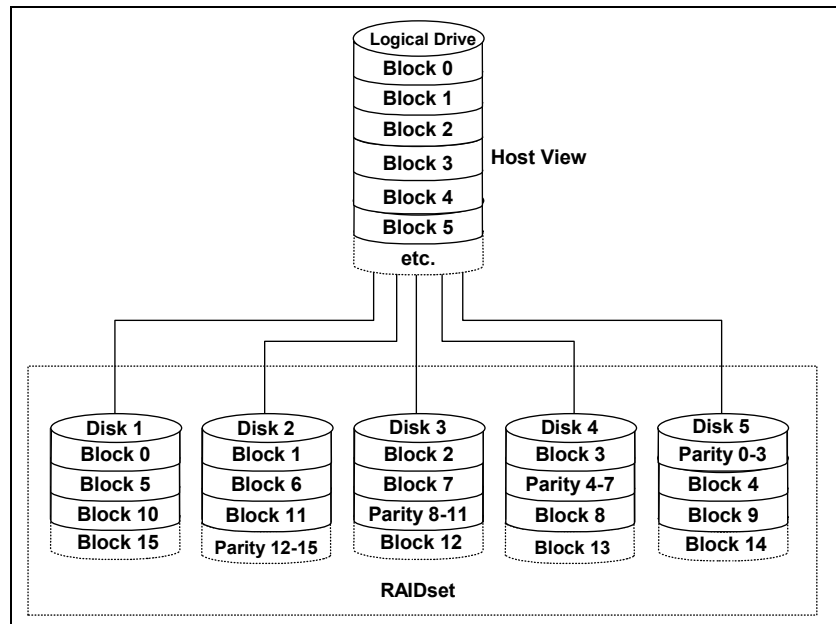 Logical Drive
Block 0
Block 1
Block 2
Block 3
Block 4
Block 5
etc.
Host View
Disk 1
Block 0
Block 5
Block 10
Block 15
Disk 2
Block 1
Block 6
Block 11
Parity 12-15
Disk 3
Block 2
Block 7
Parity 8-11
Block 12
Disk 4
Block 3
Parity 4-7
Block 8
Block 13
Disk 5
Parity 0-3
Block 4
Block 9
Block 14
RAIDset